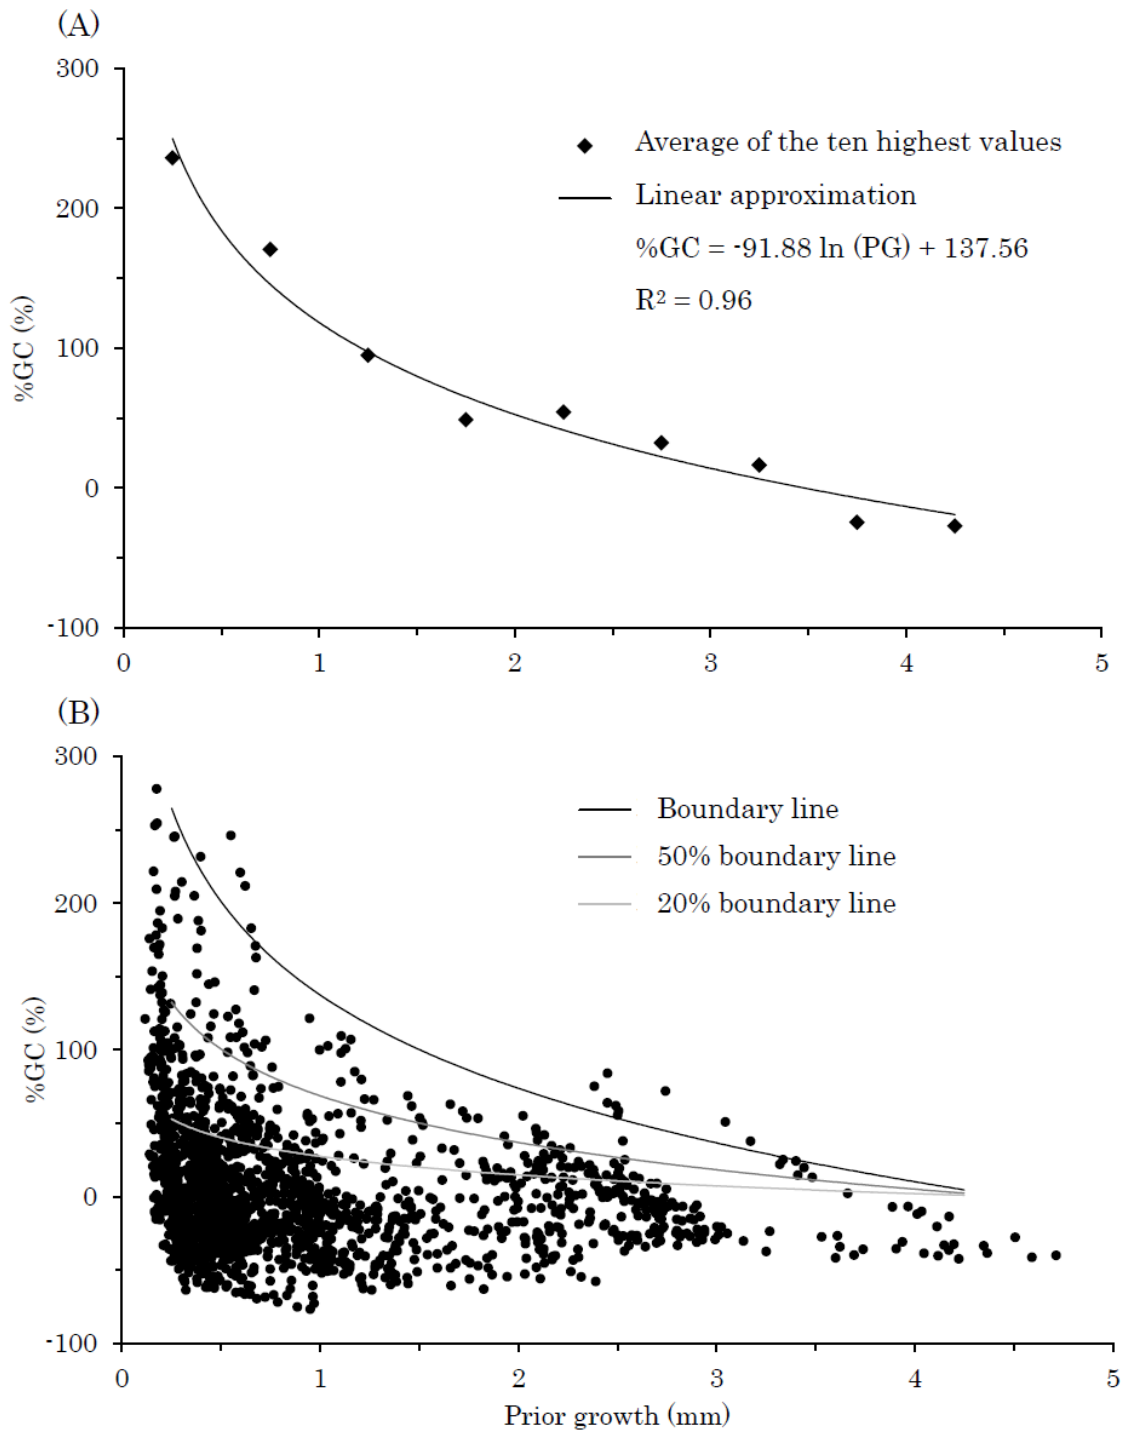 (A)
300
200
100
0
-100
%GC (%)
Average of the ten highest values
Linear approximation
%GC = -91.88 ln (PG) + 137.56
R² = 0.96
0 1 2 3 4 5
(B)
300
200
100
0
-100
%GC (%)
Boundary line
50% boundary line
20% boundary line
0 1 2 3 4 5
Prior growth (mm)